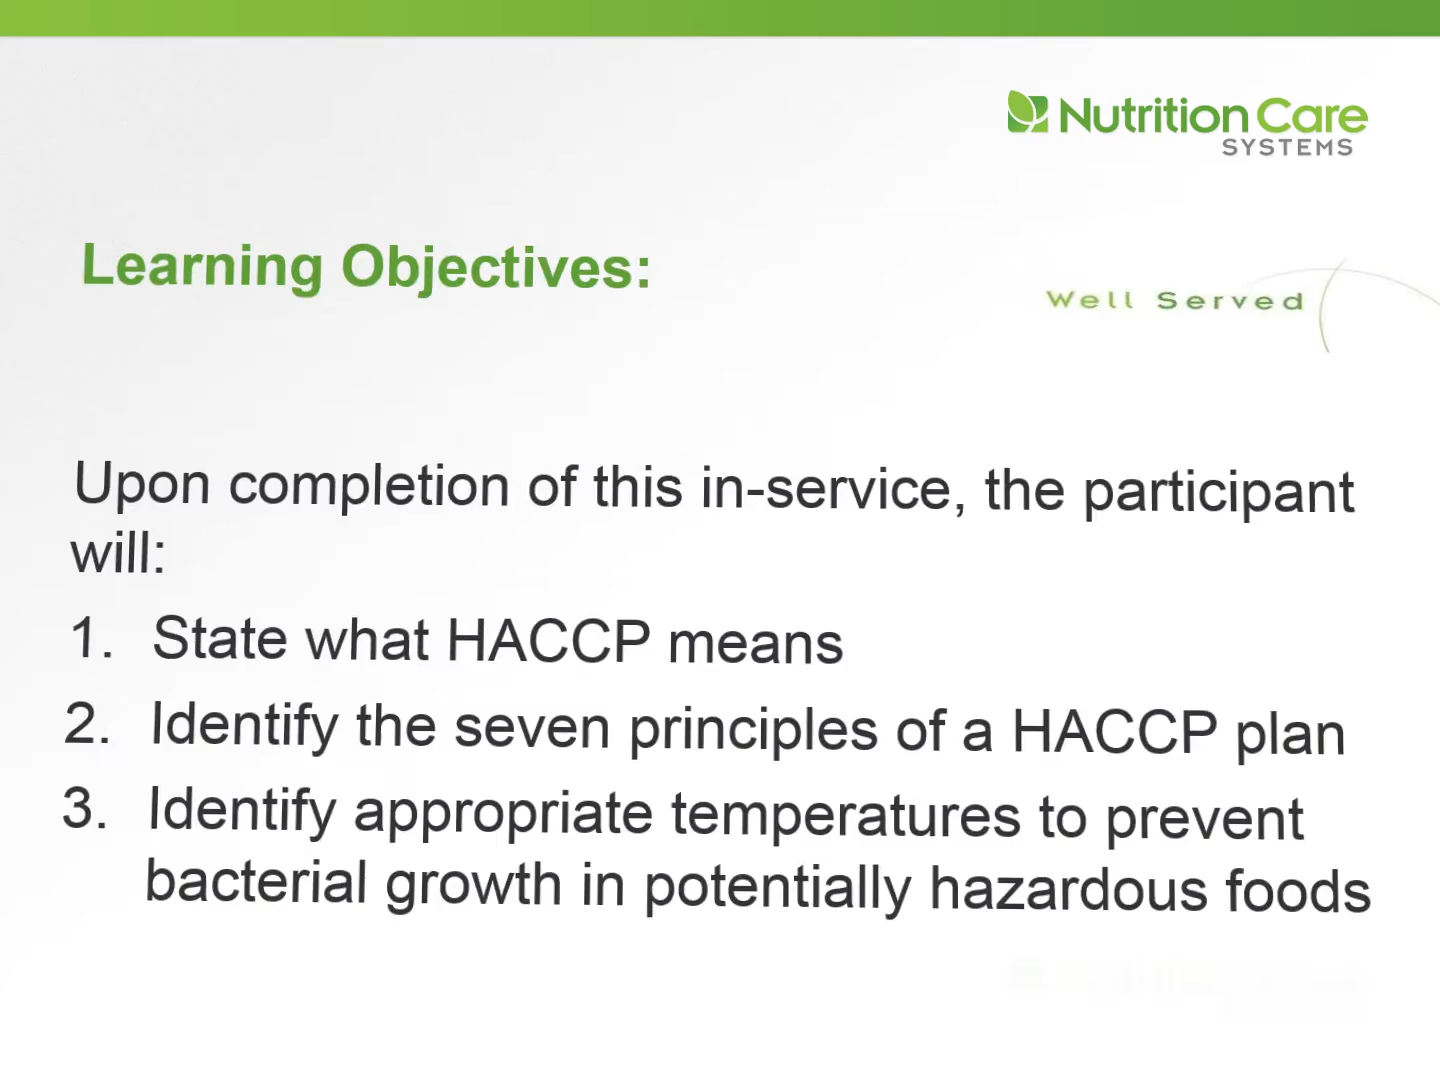 Nutrition Care
SYSTEMS
Learning Objectives:
Well Served
Upon completion of this in-service, the participant
will:
1. State what HACCP means
2. Identify the seven principles of a HACCP plan
3. Identify appropriate temperatures to prevent
bacterial growth in potentially hazardous foods